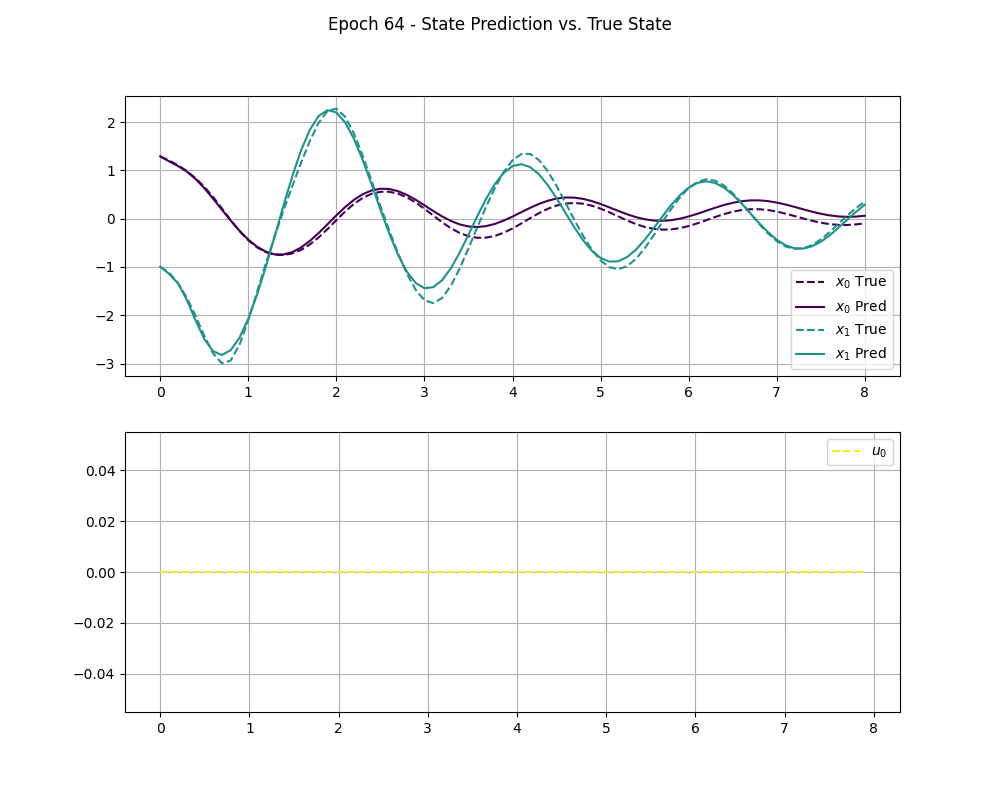 Epoch 64 - State Prediction vs. True State
2
1
0
−1
−2
−3
x₀ True
x₀ Pred
x₁ True
x₁ Pred
0 1 2 3 4 5 6 7 8
0.04
0.02
0.00
−0.02
−0.04
u₀
0 1 2 3 4 5 6 7 8